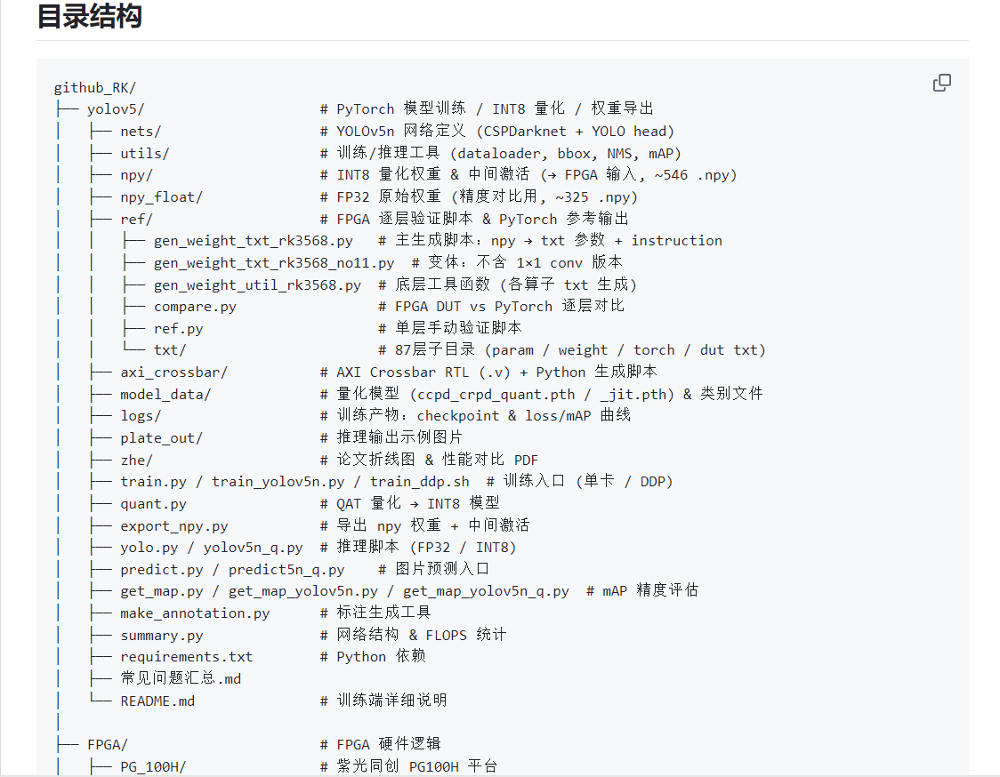 目录结构
github_RK/
├── yolov5/ # PyTorch 模型训练 / INT8 量化 / 权重导出
│ ├── nets/ # YOLOv5n 网络定义 (CSPDarknet + YOLO head)
│ ├── utils/ # 训练/推理工具 (dataloader, bbox, NMS, mAP)
│ ├── npy/ # INT8 量化权重 & 中间激活 (→ FPGA 输入, ~546 .npy)
│ ├── npy_float/ # FP32 原始权重 (精度对比用, ~325 .npy)
│ ├── ref/ # FPGA 逐层验证脚本 & PyTorch 参考输出
│ │ ├── gen_weight_txt_rk3568.py # 主生成脚本: npy → txt 参数 + instruction
│ │ ├── gen_weight_txt_rk3568_no11.py # 变体: 不含 1×1 conv 版本
│ │ ├── gen_weight_util_rk3568.py # 底层工具函数 (各算子 txt 生成)
│ │ ├── compare.py # FPGA DUT vs PyTorch 逐层对比
│ │ ├── ref.py # 单层手动验证脚本
│ │ └── txt/ # 87层子目录 (param / weight / torch / dut txt)
│ ├── axi_crossbar/ # AXI Crossbar RTL (.v) + Python 生成脚本
│ ├── model_data/ # 量化模型 (ccpd_crpd_quant.pth / _jit.pth) & 类别文件
│ ├── logs/ # 训练产物: checkpoint & loss/mAP 曲线
│ ├── plate_out/ # 推理输出示例图片
│ ├── zhe/ # 论文折线图 & 性能对比 PDF
│ ├── train.py / train_yolov5n.py / train_ddp.sh # 训练入口 (单卡 / DDP)
│ ├── quant.py # QAT 量化 → INT8 模型
│ ├── export_npy.py # 导出 npy 权重 + 中间激活
│ ├── yolo.py / yolov5n_q.py # 推理脚本 (FP32 / INT8)
│ ├── predict.py / predict5n_q.py # 图片预测入口
│ ├── get_map.py / get_map_yolov5n.py / get_map_yolov5n_q.py # mAP 精度评估
│ ├── make_annotation.py # 标注生成工具
│ ├── summary.py # 网络结构 & FLOPS 统计
│ ├── requirements.txt # Python 依赖
│ ├── 常见问题汇总.md
│ └── README.md # 训练端详细说明
│
├── FPGA/ # FPGA 硬件逻辑
│ ├── PG_100H/ # 紫光同创 PG100H 平台